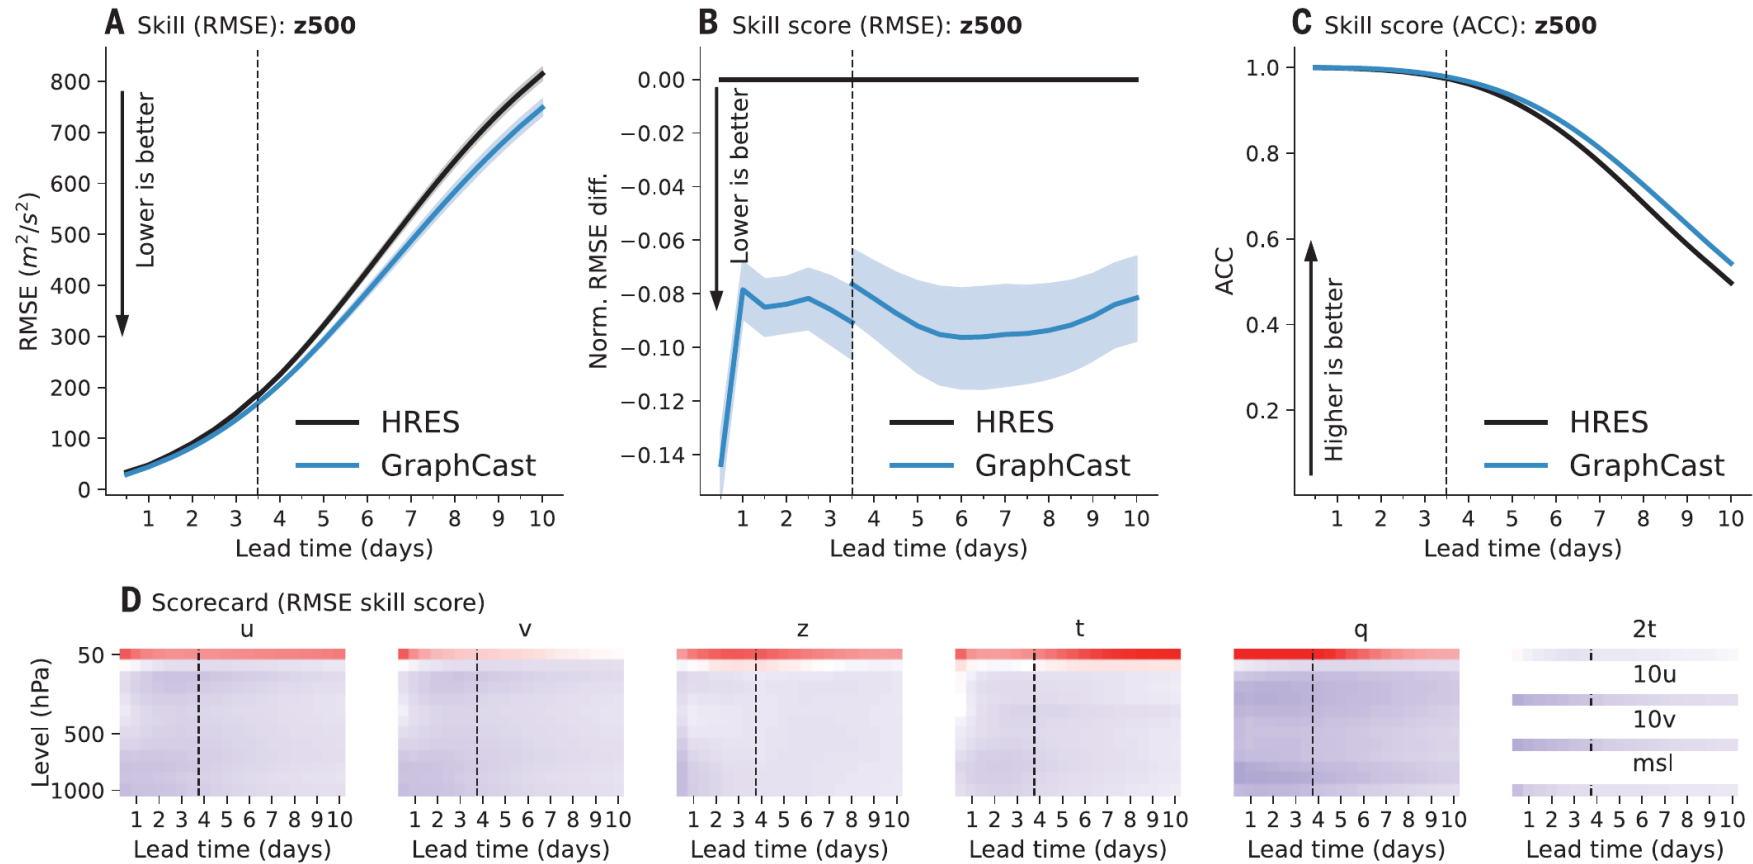 A Skill (RMSE): z500
800
700
600
500
400
300
200
100
0
RMSE (m²/s²)
Lower is better
HRES
GraphCast
1 2 3 4 5 6 7 8 9 10
Lead time (days)
B Skill score (RMSE): z500
0.00
−0.02
−0.04
−0.06
−0.08
−0.10
−0.12
−0.14
Norm. RMSE diff.
Lower is better
HRES
GraphCast
1 2 3 4 5 6 7 8 9 10
Lead time (days)
C Skill score (ACC): z500
1.0
0.8
0.6
0.4
0.2
ACC
Higher is better
HRES
GraphCast
1 2 3 4 5 6 7 8 9 10
Lead time (days)
D Scorecard (RMSE skill score)
u
v
z
t
q
2t
10u
10v
msl
50
500
1000
Level (hPa)
1 2 3 4 5 6 7 8 9 10
1 2 3 4 5 6 7 8 9 10
1 2 3 4 5 6 7 8 9 10
1 2 3 4 5 6 7 8 9 10
1 2 3 4 5 6 7 8 9 10
1 2 3 4 5 6 7 8 9 10
Lead time (days)
Lead time (days)
Lead time (days)
Lead time (days)
Lead time (days)
Lead time (days)